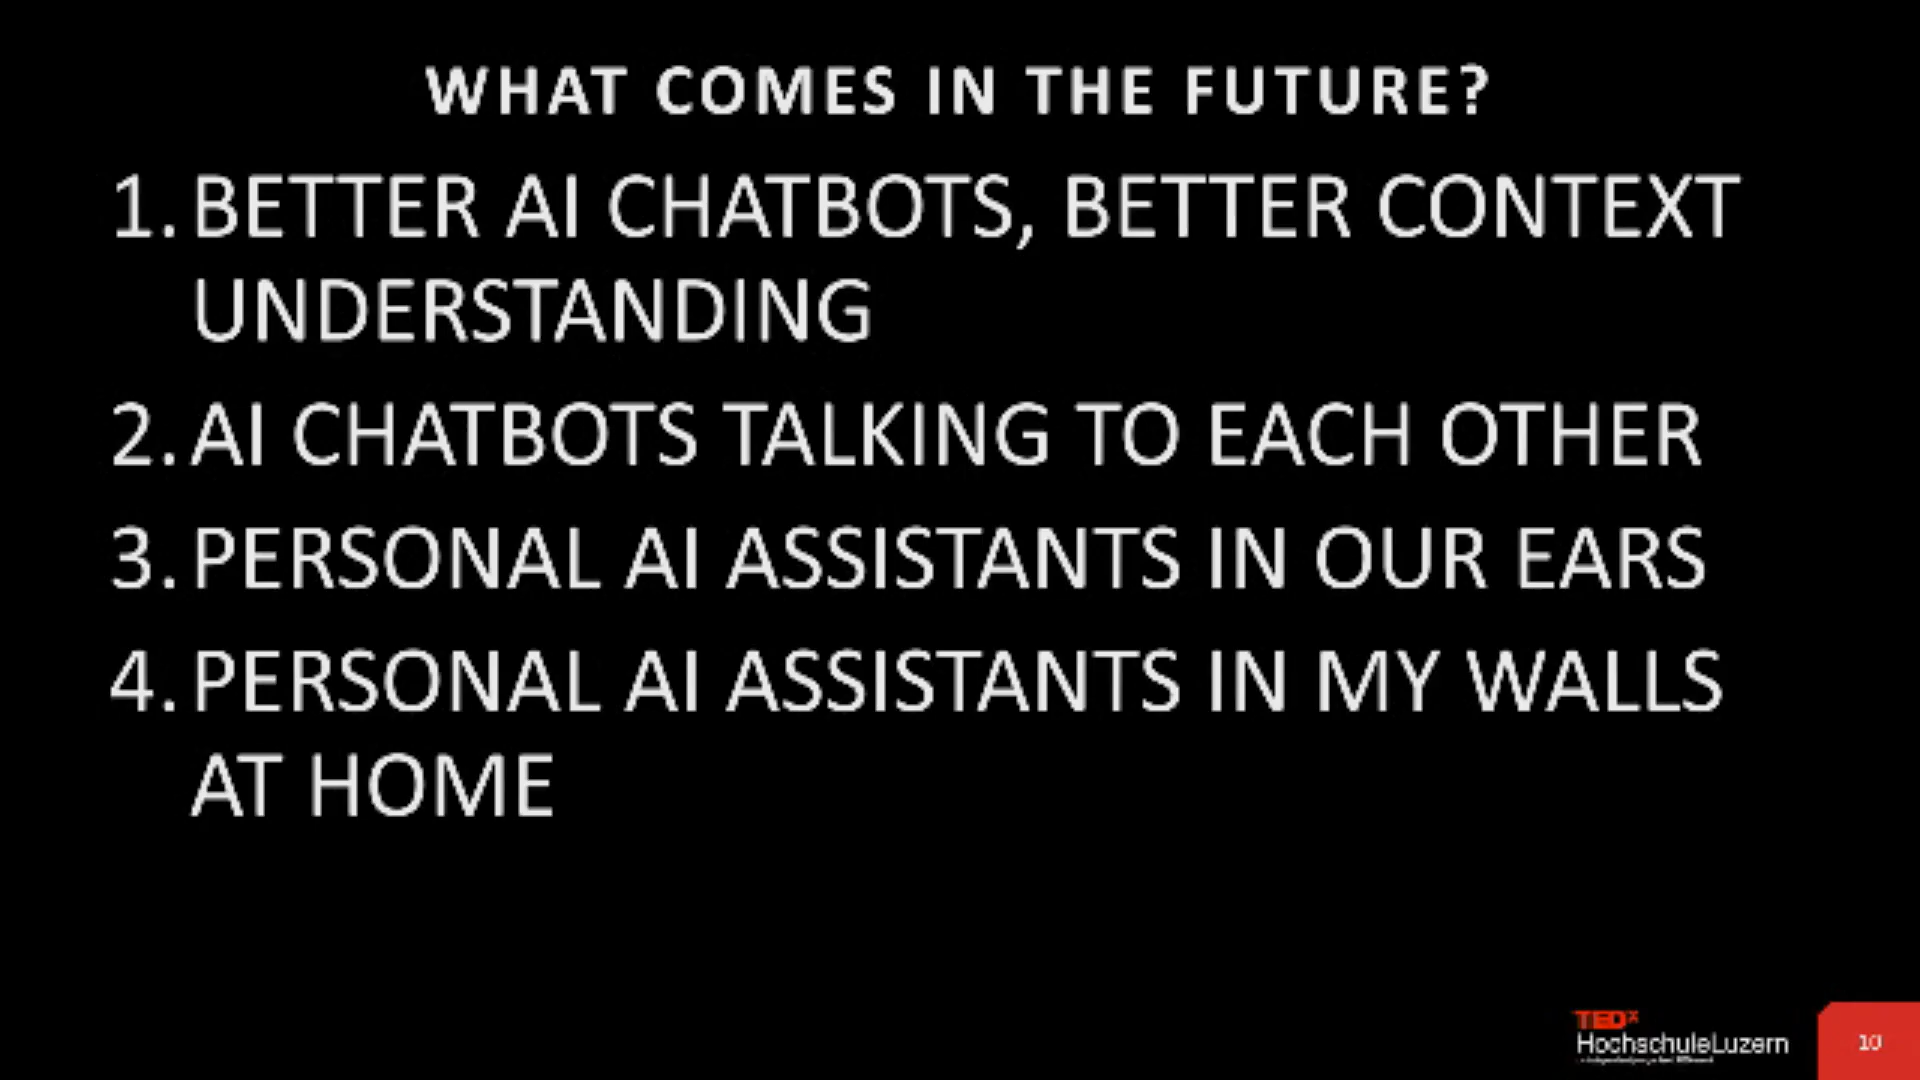 WHAT COMES IN THE FUTURE?
1. BETTER AI CHATBOTS, BETTER CONTEXT
UNDERSTANDING
2. AI CHATBOTS TALKING TO EACH OTHER
3. PERSONAL AI ASSISTANTS IN OUR EARS
4. PERSONAL AI ASSISTANTS IN MY WALLS
AT HOME
TEDx
HochschuleLuzern
10